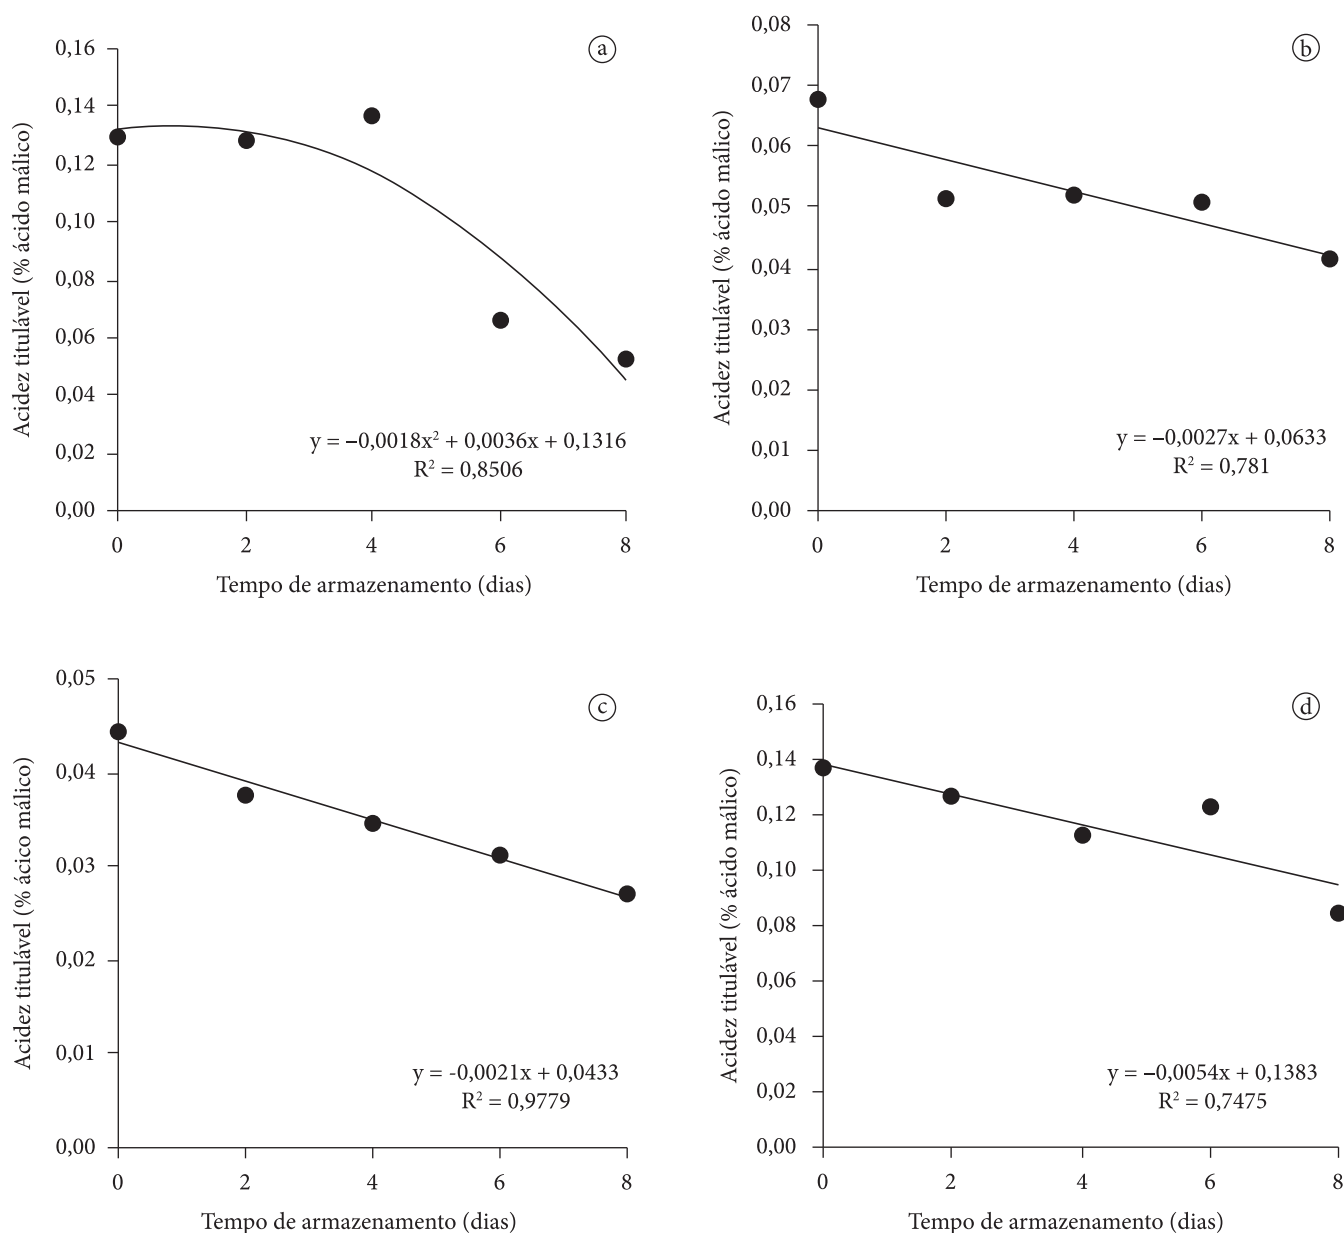 a
0,16
0,14
0,12
0,10
0,08
0,06
0,04
0,02
0,00
Acidez titulável (% ácido málico)
y = –0,0018x² + 0,0036x + 0,1316
R² = 0,8506
0 2 4 6 8
Tempo de armazenamento (dias)
b
0,08
0,07
0,06
0,05
0,04
0,03
0,02
0,01
0,00
Acidez titulável (% ácido málico)
y = –0,0027x + 0,0633
R² = 0,781
0 2 4 6 8
Tempo de armazenamento (dias)
c
0,05
0,04
0,03
0,02
0,01
0,00
Acidez titulável (% ácico málico)
y = -0,0021x + 0,0433
R² = 0,9779
0 2 4 6 8
Tempo de armazenamento (dias)
d
0,16
0,14
0,12
0,10
0,08
0,06
0,04
0,02
0,00
Acidez titulável (% ácido málico)
y = –0,0054x + 0,1383
R² = 0,7475
0 2 4 6 8
Tempo de armazenamento (dias)